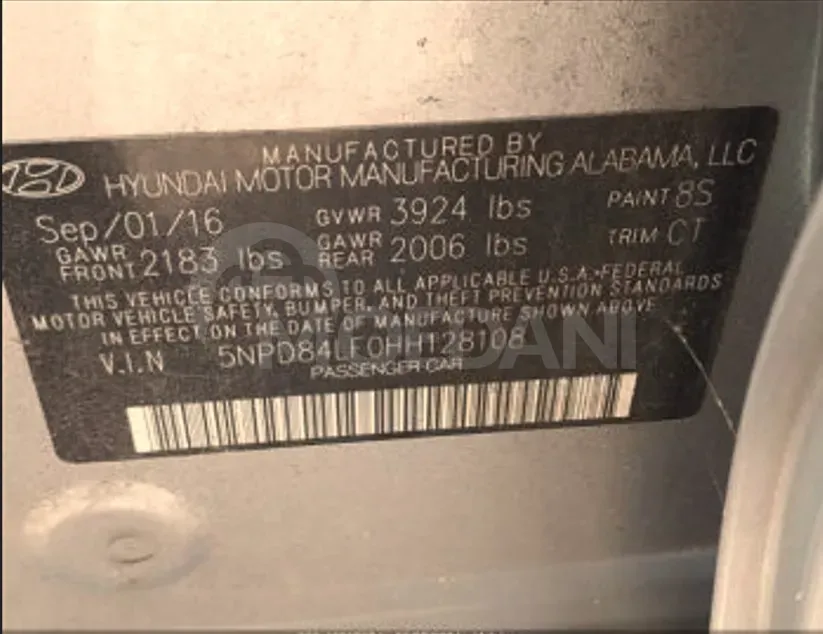 MANUFACTURED BY
HYUNDAI MOTOR MANUFACTURING ALABAMA, LLC
Sep/01/16 GVWR 3924 lbs PAINT 8S
GAWR FRONT 2183 lbs GAWR REAR 2006 lbs TRIM CT
THIS VEHICLE CONFORMS TO ALL APPLICABLE U.S.A. FEDERAL
MOTOR VEHICLE SAFETY, BUMPER, AND THEFT PREVENTION STANDARDS
IN EFFECT ON THE DATE OF MANUFACTURE SHOWN ABOVE
V.I.N 5NPD84LF0HH128108
PASSENGER CAR